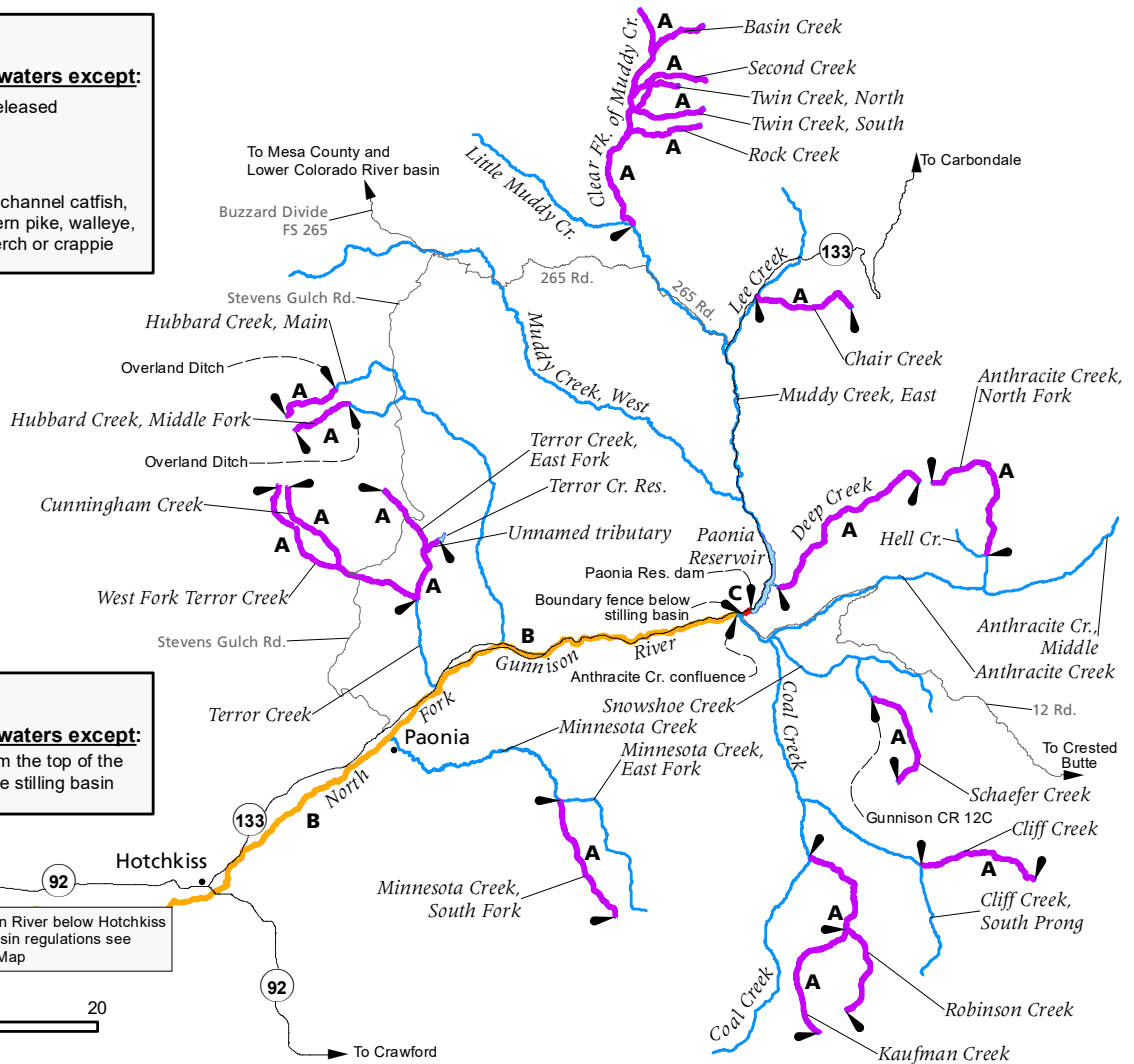 waters except:
eleased
channel catfish,
ern pike, walleye,
erch or crappie
Basin Creek
Second Creek
Twin Creek, North
Twin Creek, South
Rock Creek
A
A
A
A
A
Clear Fk. of Muddy Cr.
To Mesa County and
Lower Colorado River basin
Little Muddy Cr.
To Carbondale
Buzzard Divide
FS 265
265 Rd.
265 Rd.
Lee Creek
133
A
Chair Creek
Stevens Gulch Rd.
Hubbard Creek, Main
Overland Ditch
A
Hubbard Creek, Middle Fork
A
Overland Ditch
Muddy Creek, West
Muddy Creek, East
Anthracite Creek,
North Fork
A
Terror Creek,
East Fork
Terror Cr. Res.
Unnamed tributary
Cunningham Creek
A
A
A
A
West Fork Terror Creek
Deep Creek
A
Hell Cr.
Paonia
Reservoir
Paonia Res. dam
Boundary fence below
stilling basin
C
Stevens Gulch Rd.
B
Gunnison
River
Anthracite Cr. confluence
Anthracite Cr.,
Middle
Anthracite Creek
Snowshoe Creek
Terror Creek
Fork
Coal Creek
12 Rd.
waters except:
m the top of the
e stilling basin
Paonia
Minnesota Creek
Minnesota Creek,
East Fork
A
To Crested
Butte
Schaefer Creek
Gunnison CR 12C
North
B
133
Cliff Creek
Hotchkiss
92
A
Minnesota Creek,
South Fork
A
Cliff Creek,
South Prong
n River below Hotchkiss
sin regulations see
Map
A
A
92
20
Coal Creek
Robinson Creek
To Crawford
Kaufman Creek